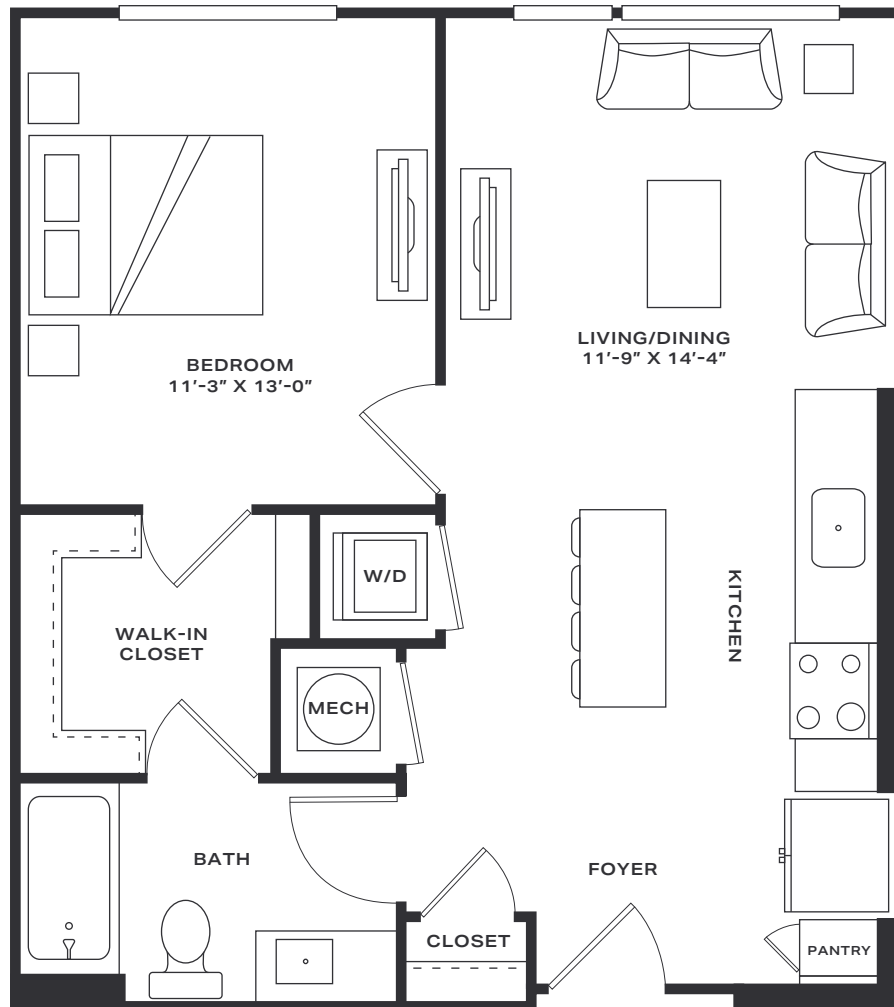 LIVING/DINING
11′-9″ X 14′-4″
BEDROOM
11′-3″ X 13′-0″
W/D
KITCHEN
WALK-IN
CLOSET
MECH
BATH
FOYER
CLOSET
PANTRY